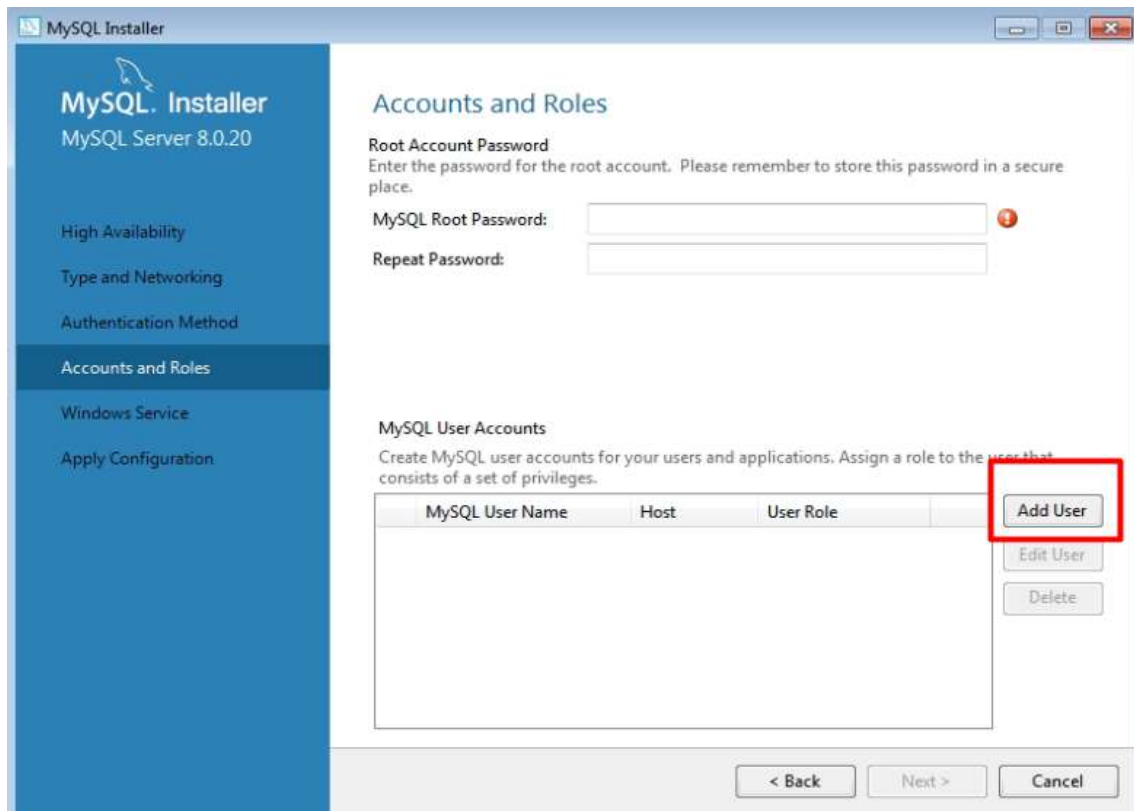 MySQL Installer
MySQL. Installer
MySQL Server 8.0.20
High Availability
Type and Networking
Authentication Method
Accounts and Roles
Windows Service
Apply Configuration
Accounts and Roles
Root Account Password
Enter the password for the root account. Please remember to store this password in a secure
place.
MySQL Root Password:
Repeat Password:
MySQL User Accounts
Create MySQL user accounts for your users and applications. Assign a role to the user that
consists of a set of privileges.
MySQL User Name Host User Role
Add User
Edit User
Delete
< Back Next > Cancel